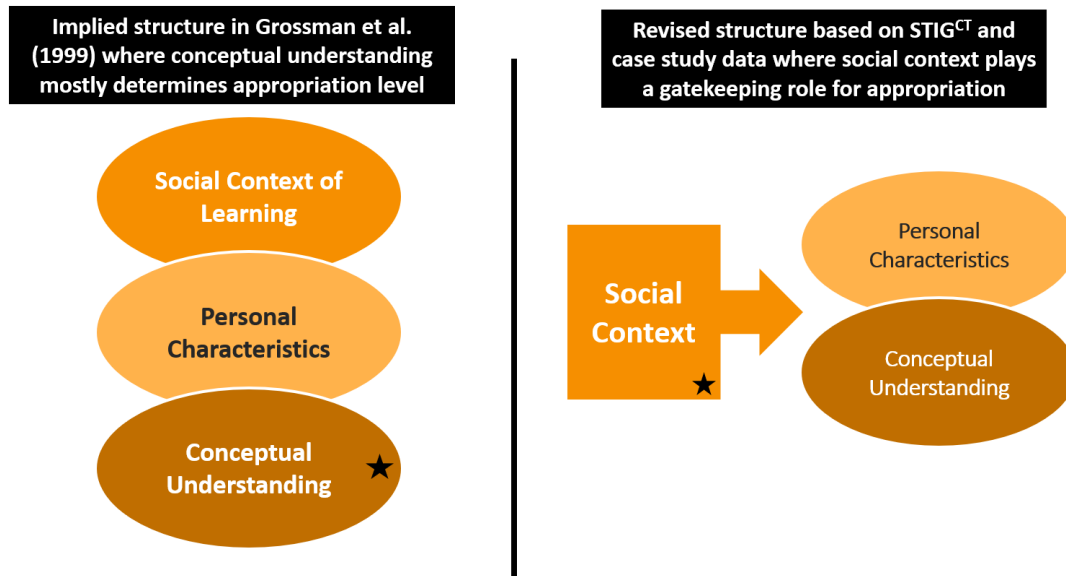 Implied structure in Grossman et al.
(1999) where conceptual understanding
mostly determines appropriation level
Social Context of
Learning
Personal
Characteristics
Conceptual
Understanding
Revised structure based on STIGᶜᵀ and
case study data where social context plays
a gatekeeping role for appropriation
Social
Context
Personal
Characteristics
Conceptual
Understanding